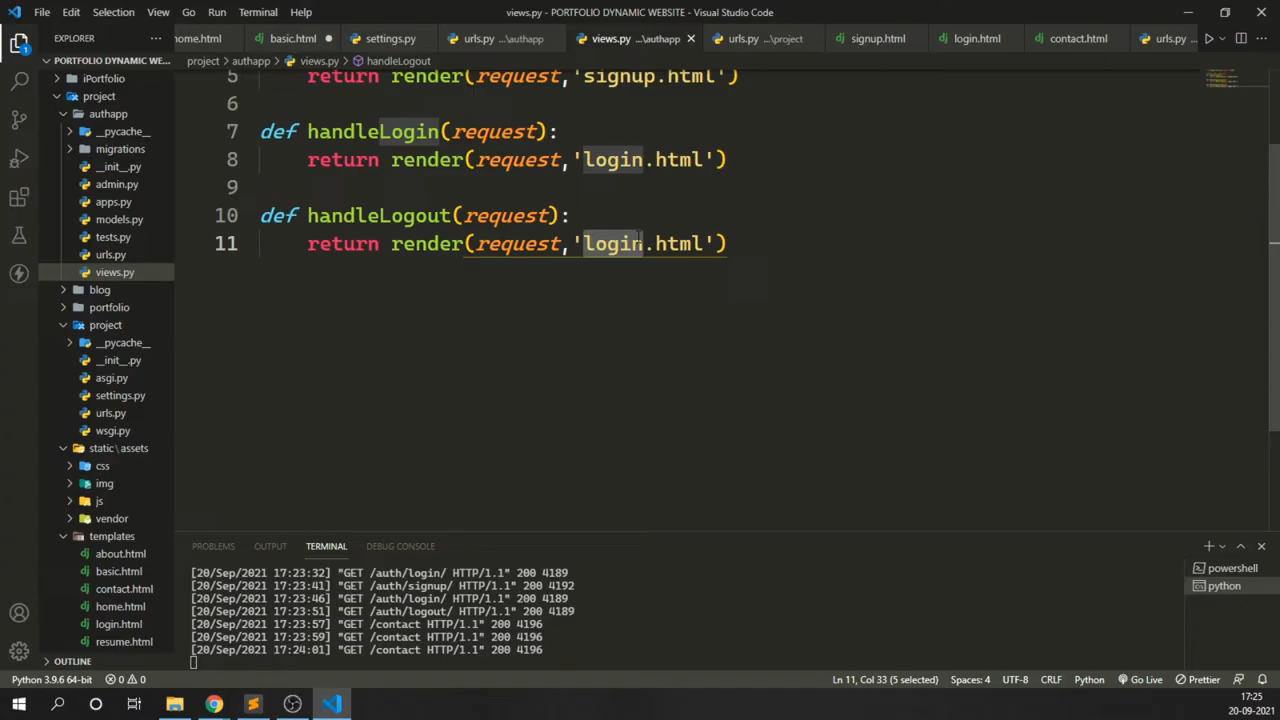 File Edit Selection View Go Run Terminal Help
views.py - PORTFOLIO DYNAMIC WEBSITE - Visual Studio Code
EXPLORER
home.html
basic.html
settings.py
urls.py ...\authapp
views.py ...\authapp
urls.py ...\project
signup.html
login.html
contact.html
urls.py ...\
PORTFOLIO DYNAMIC WE...
project > authapp > views.py > handleLogout
iPortfolio
project
authapp
__pycache__
migrations
__init__.py
admin.py
apps.py
models.py
tests.py
urls.py
views.py
blog
portfolio
project
__pycache__
__init__.py
asgi.py
settings.py
urls.py
wsgi.py
static\assets
css
img
js
vendor
templates
about.html
basic.html
contact.html
home.html
login.html
resume.html
OUTLINE
5 return render(request,'signup.html')
6
7 def handleLogin(request):
8 return render(request,'login.html')
9
10 def handleLogout(request):
11 return render(request,'login.html')
PROBLEMS OUTPUT TERMINAL DEBUG CONSOLE
[20/Sep/2021 17:23:32] "GET /auth/login/ HTTP/1.1" 200 4189
[20/Sep/2021 17:23:41] "GET /auth/signup/ HTTP/1.1" 200 4192
[20/Sep/2021 17:23:46] "GET /auth/login/ HTTP/1.1" 200 4189
[20/Sep/2021 17:23:51] "GET /auth/logout/ HTTP/1.1" 200 4189
[20/Sep/2021 17:23:57] "GET /contact HTTP/1.1" 200 4196
[20/Sep/2021 17:23:59] "GET /contact HTTP/1.1" 200 4196
[20/Sep/2021 17:24:01] "GET /contact HTTP/1.1" 200 4196
powershell
python
1
Python 3.9.6 64-bit 0 0 Ln 11, Col 33 (5 selected) Spaces: 4 UTF-8 CRLF Python Go Live Prettier
17:25
20-09-2021